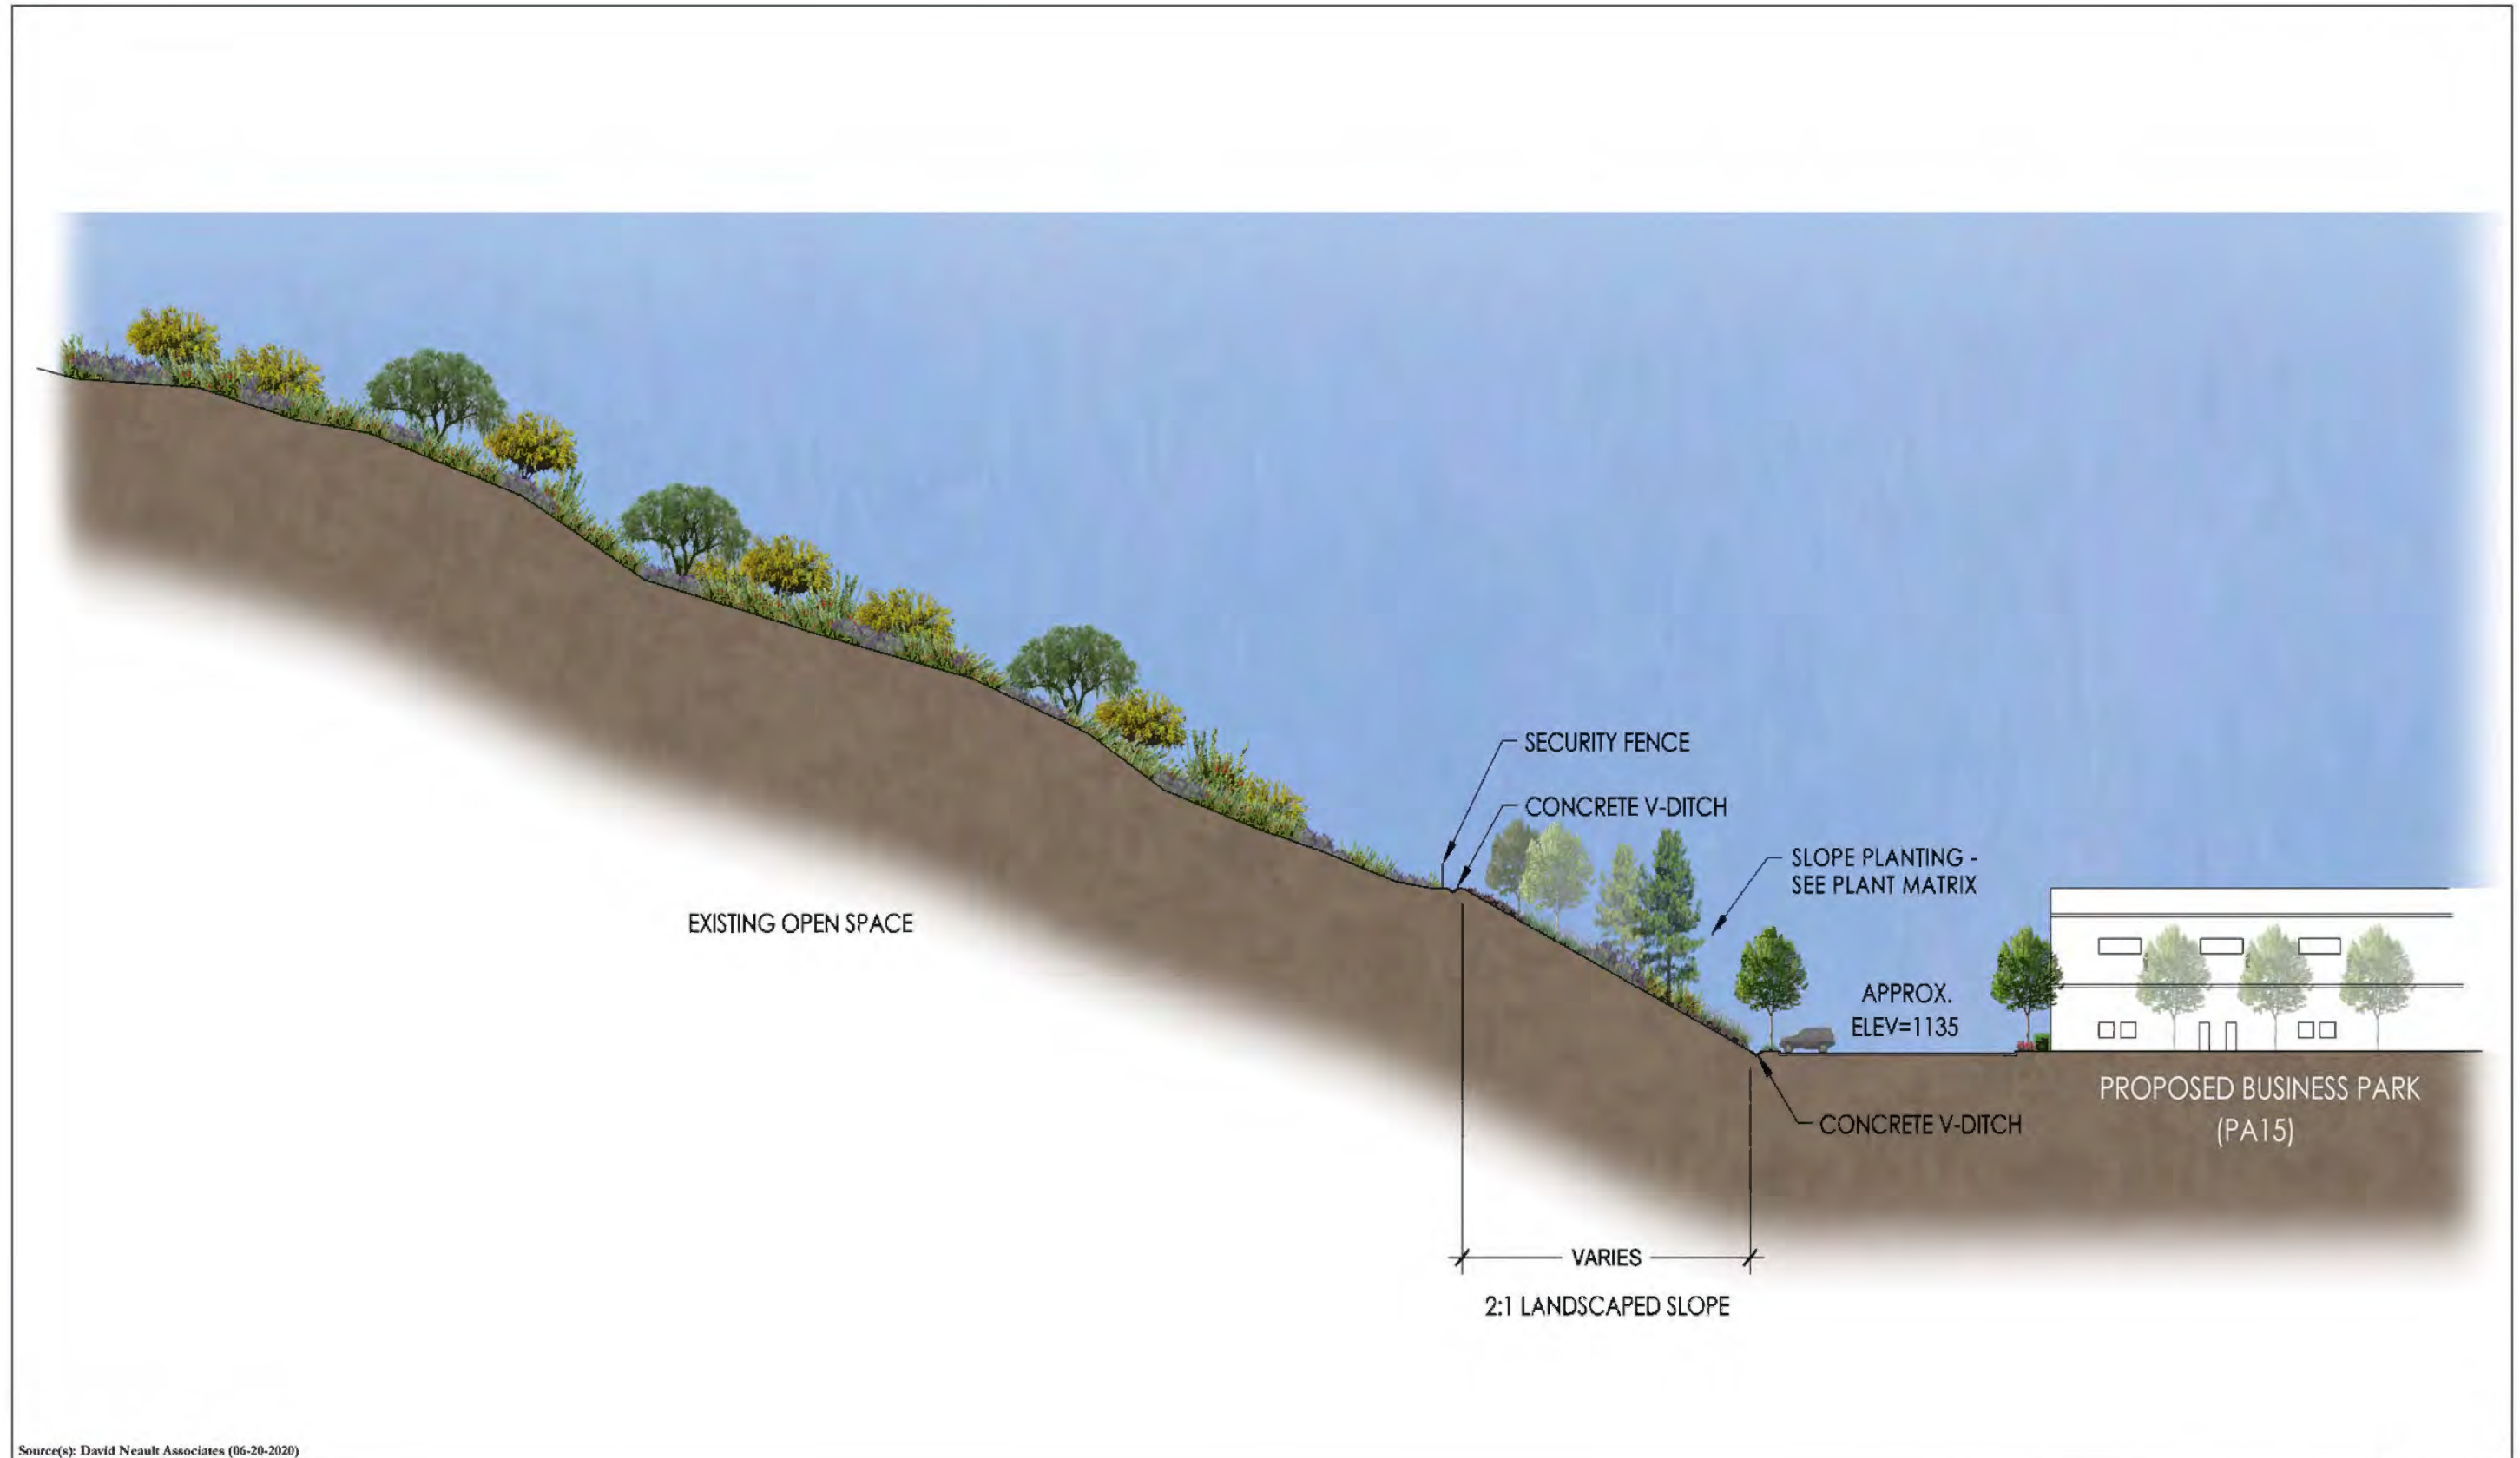 SECURITY FENCE
CONCRETE V-DITCH
SLOPE PLANTING -
SEE PLANT MATRIX
EXISTING OPEN SPACE
APPROX.
ELEV=1135
PROPOSED BUSINESS PARK
(PA15)
CONCRETE V-DITCH
VARIES
2:1 LANDSCAPED SLOPE
Source(s): David Neault Associates (06-20-2020)